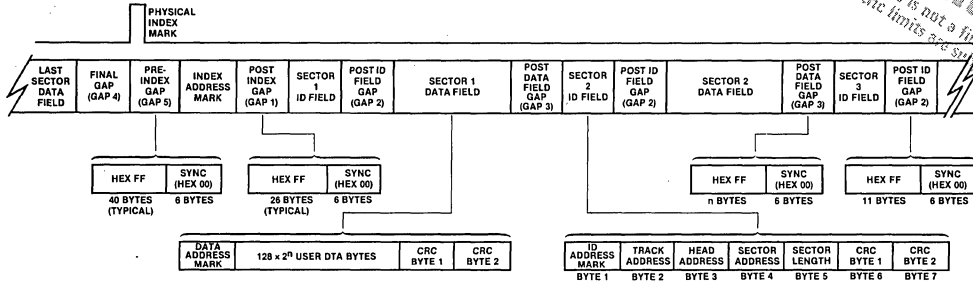 PHYSICAL
INDEX
MARK
is not a
limits are
LAST
SECTOR
DATA
FIELD
FINAL
GAP
(GAP 4)
PRE-
INDEX
GAP
(GAP 5)
INDEX
ADDRESS
MARK
POST
INDEX
GAP
(GAP 1)
SECTOR
1
ID FIELD
POST ID
FIELD
GAP
(GAP 2)
SECTOR 1
DATA FIELD
POST
DATA
FIELD
GAP
(GAP 3)
SECTOR
2
ID FIELD
POST ID
FIELD
GAP
(GAP 2)
SECTOR 2
DATA FIELD
POST
DATA
FIELD
GAP
(GAP 3)
SECTOR
3
ID FIELD
POST ID
FIELD
GAP
(GAP 2)
HEX FF
SYNC
(HEX 00)
40 BYTES
(TYPICAL)
6 BYTES
HEX FF
SYNC
(HEX 00)
26 BYTES
(TYPICAL)
6 BYTES
HEX FF
SYNC
(HEX 00)
n BYTES
6 BYTES
HEX FF
SYNC
(HEX 00)
11 BYTES
6 BYTES
DATA
ADDRESS
MARK
128 x 2ⁿ USER DTA BYTES
CRC
BYTE 1
CRC
BYTE 2
ID
ADDRESS
MARK
TRACK
ADDRESS
HEAD
ADDRESS
SECTOR
ADDRESS
SECTOR
LENGTH
CRC
BYTE 1
CRC
BYTE 2
BYTE 1
BYTE 2
BYTE 3
BYTE 4
BYTE 5
BYTE 6
BYTE 7